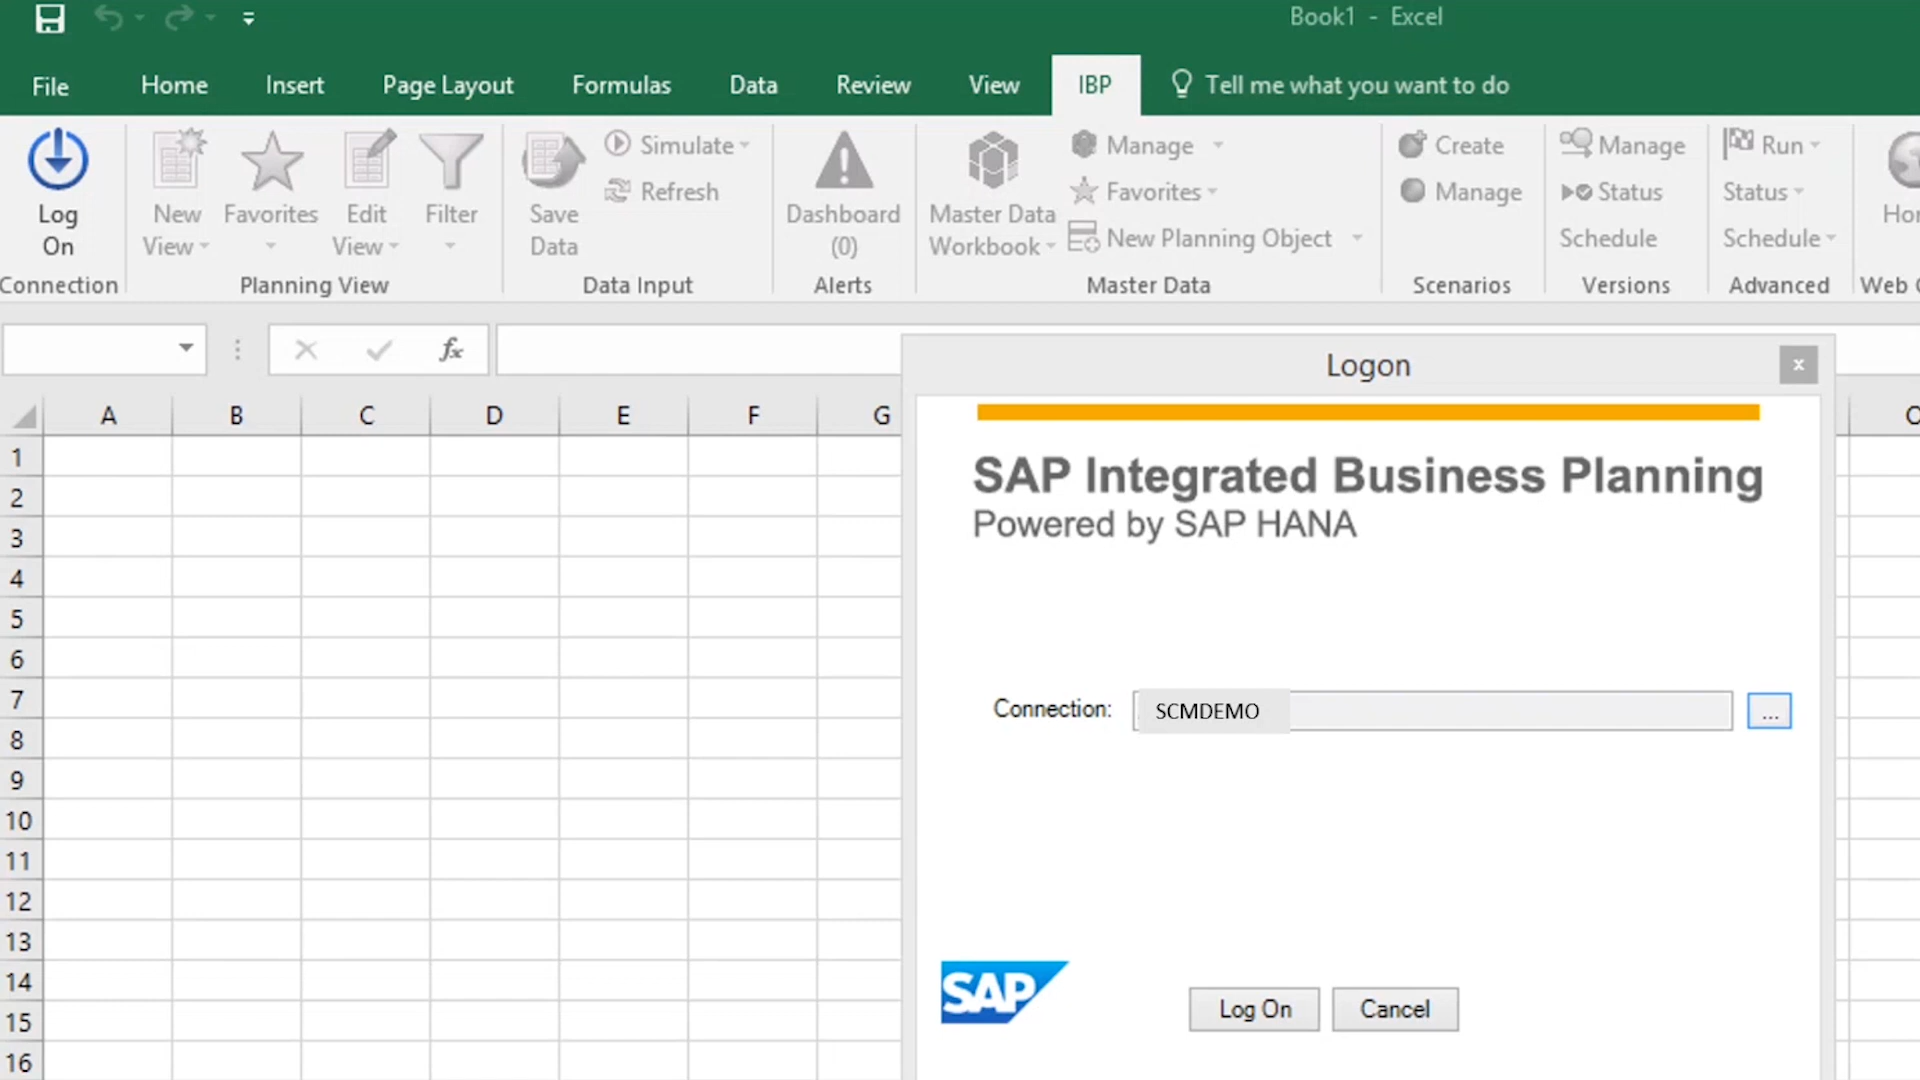 Book1 - Excel
File Home Insert Page Layout Formulas Data Review View IBP Tell me what you want to do
Log On
Connection
New View
Favorites
Edit View
Filter
Planning View
Save Data
Simulate
Refresh
Data Input
Dashboard (0)
Alerts
Master Data Workbook
Manage
Favorites
New Planning Object
Master Data
Create
Manage
Scenarios
Manage
Status
Schedule
Versions
Run
Status
Schedule
Advanced
Web
fx
A B C D E F G
1
2
3
4
5
6
7
8
9
10
11
12
13
14
15
16
Logon
x
SAP Integrated Business Planning
Powered by SAP HANA
Connection: SCMDEMO ...
SAP
Log On Cancel